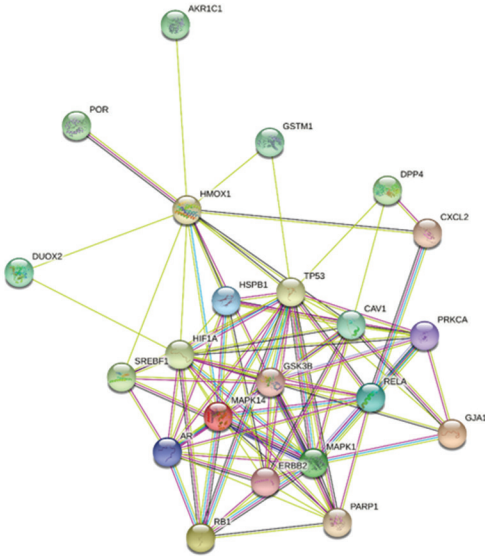 AKR1C1
POR
GSTM1
DPP4
HMOX1
CXCL2
DUOX2
HSPB1
TP53
CAV1
PRKCA
HIF1A
SREBF1
GSK3B
RELA
MAPK14
GJA1
AR
MAPK1
ERBB2
PARP1
RB1